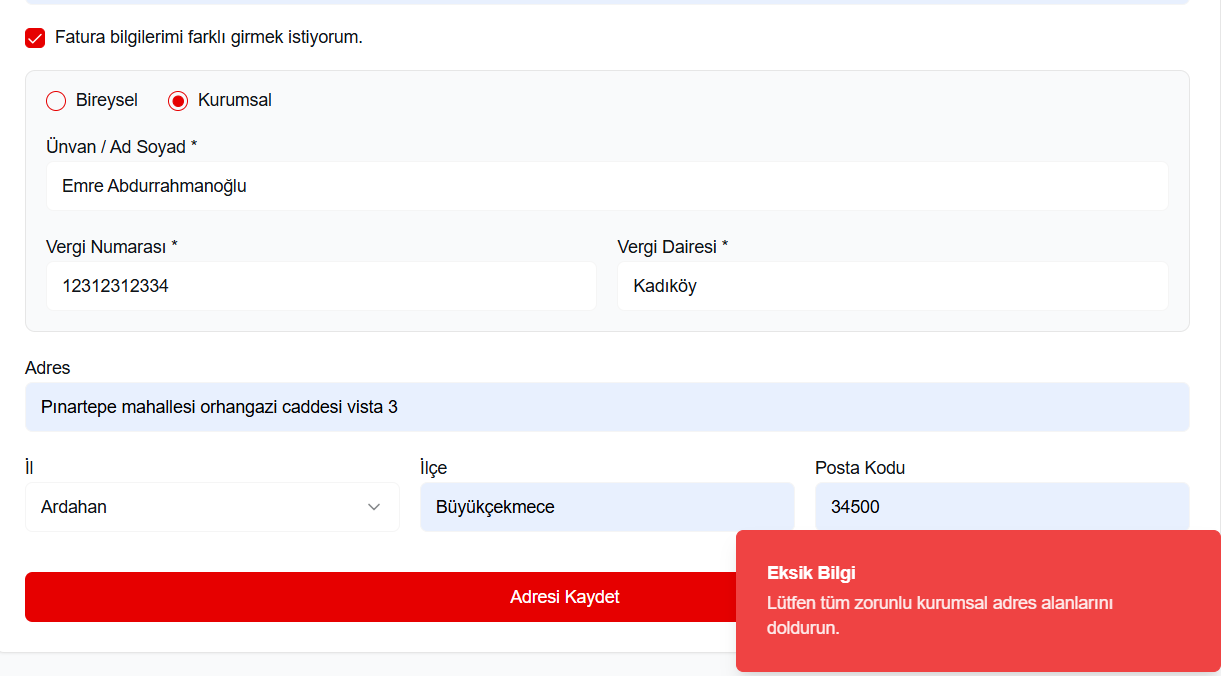 Fatura bilgilerimi farklı girmek istiyorum.
Bireysel Kurumsal
Ünvan / Ad Soyad *
Emre Abdurrahmanoğlu
Vergi Numarası * Vergi Dairesi *
12312312334 Kadıköy
Adres
Pınartepe mahallesi orhangazi caddesi vista 3
İl İlçe Posta Kodu
Ardahan Büyükçekmece 34500
Adresi Kaydet
Eksik Bilgi
Lütfen tüm zorunlu kurumsal adres alanlarını
doldurun.